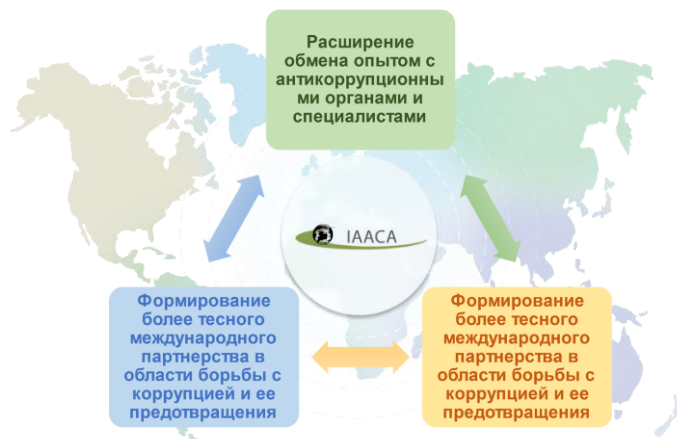 Расширение
обмена опытом с
антикоррупционны
ми органами и
специалистами
IAACA
Формирование
более тесного
международного
партнерства в
области борьбы с
коррупцией и ее
предотвращения
Формирование
более тесного
международного
партнерства в
области борьбы с
коррупцией и ее
предотвращения